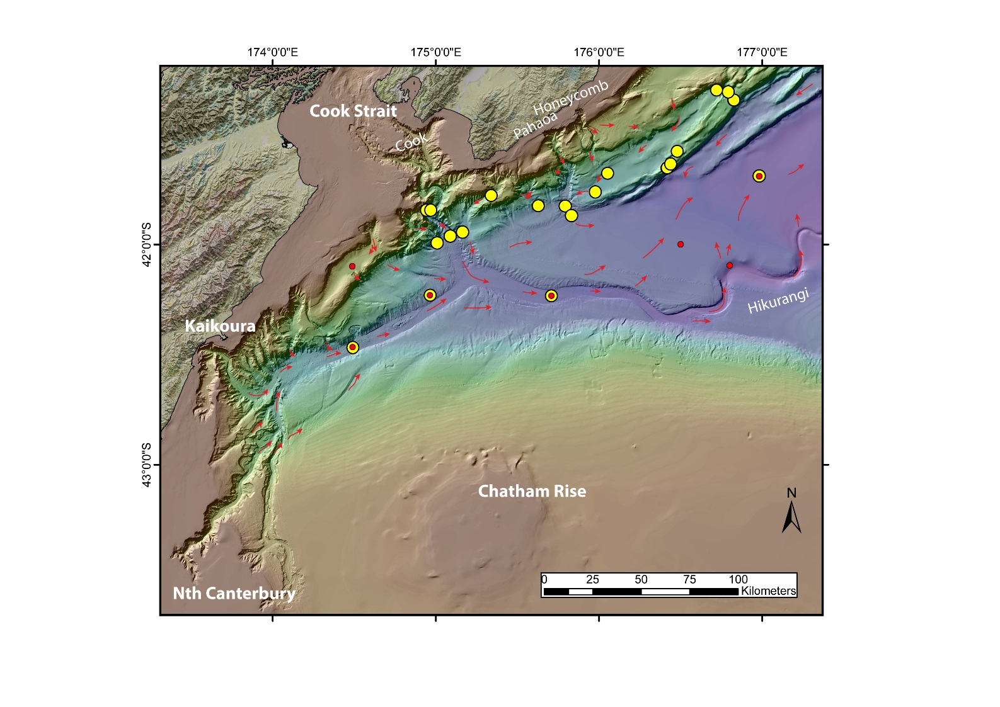 174°0'0"E 175°0'0"E 176°0'0"E 177°0'0"E
Honeycomb
Cook Strait
Pahaoa
Cook
42°0'0"S
Hikurangi
Kaikoura
43°0'0"S
Chatham Rise
N
0 25 50 75 100
Kilometers
Nth Canterbury